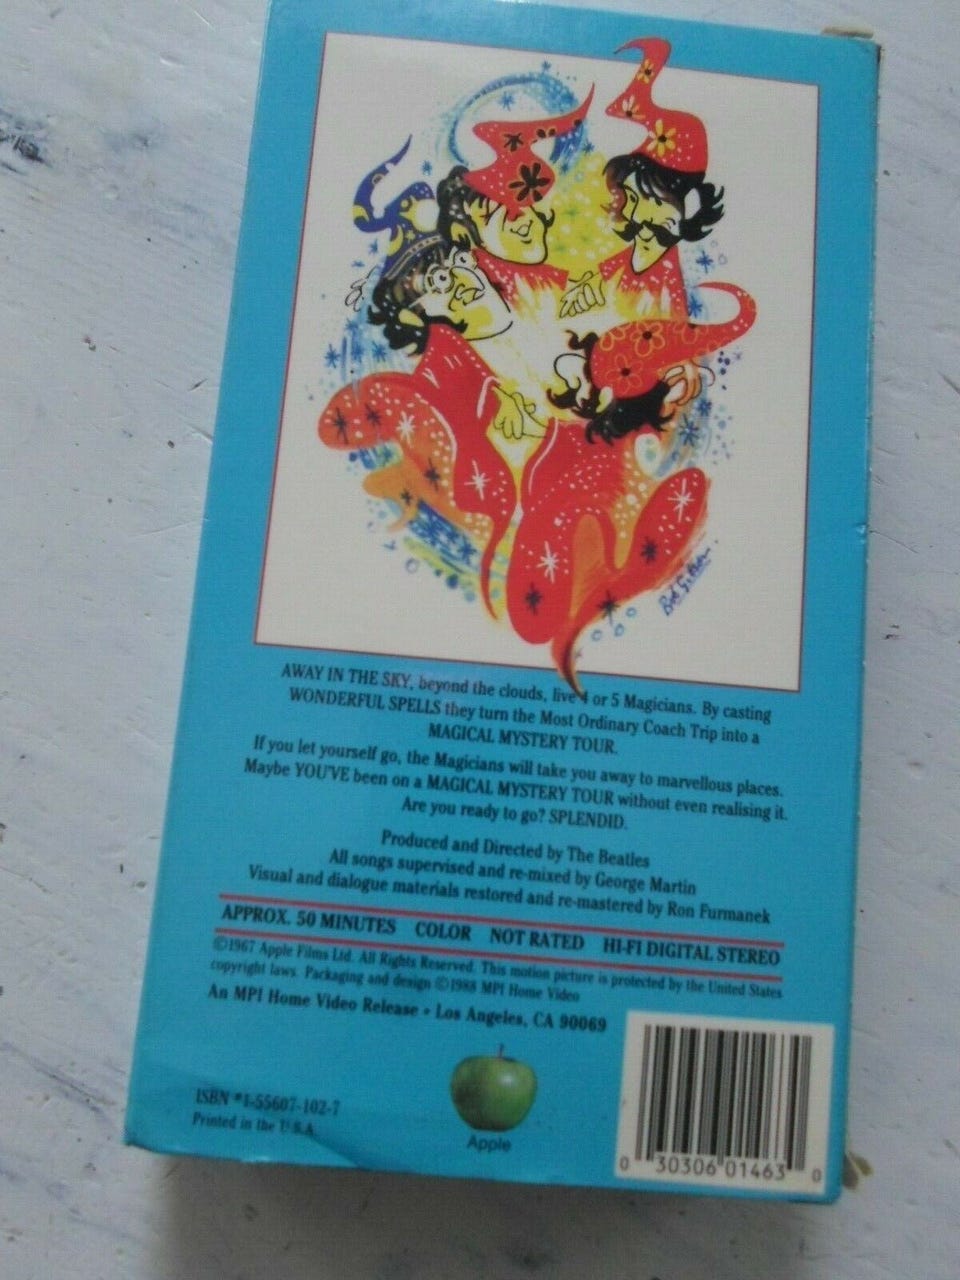 Bob Gibson.
AWAY IN THE SKY, beyond the clouds, live 4 or 5 Magicians. By casting
WONDERFUL SPELLS they turn the Most Ordinary Coach Trip into a
MAGICAL MYSTERY TOUR.
If you let yourself go, the Magicians will take you away to marvellous places.
Maybe YOU'VE been on a MAGICAL MYSTERY TOUR without even realising it.
Are you ready to go? SPLENDID.
Produced and Directed by The Beatles
All songs supervised and re-mixed by George Martin
Visual and dialogue materials restored and re-mastered by Ron Furmanek
APPROX. 50 MINUTES COLOR NOT RATED HI-FI DIGITAL STEREO
©1967 Apple Films Ltd. All Rights Reserved. This motion picture is protected by the United States
copyright laws. Packaging and design ©1988 MPI Home Video
An MPI Home Video Release • Los Angeles, CA 90069
ISBN #1-55607-102-7
Printed in the U.S.A.
Apple
0 30306 01463 0